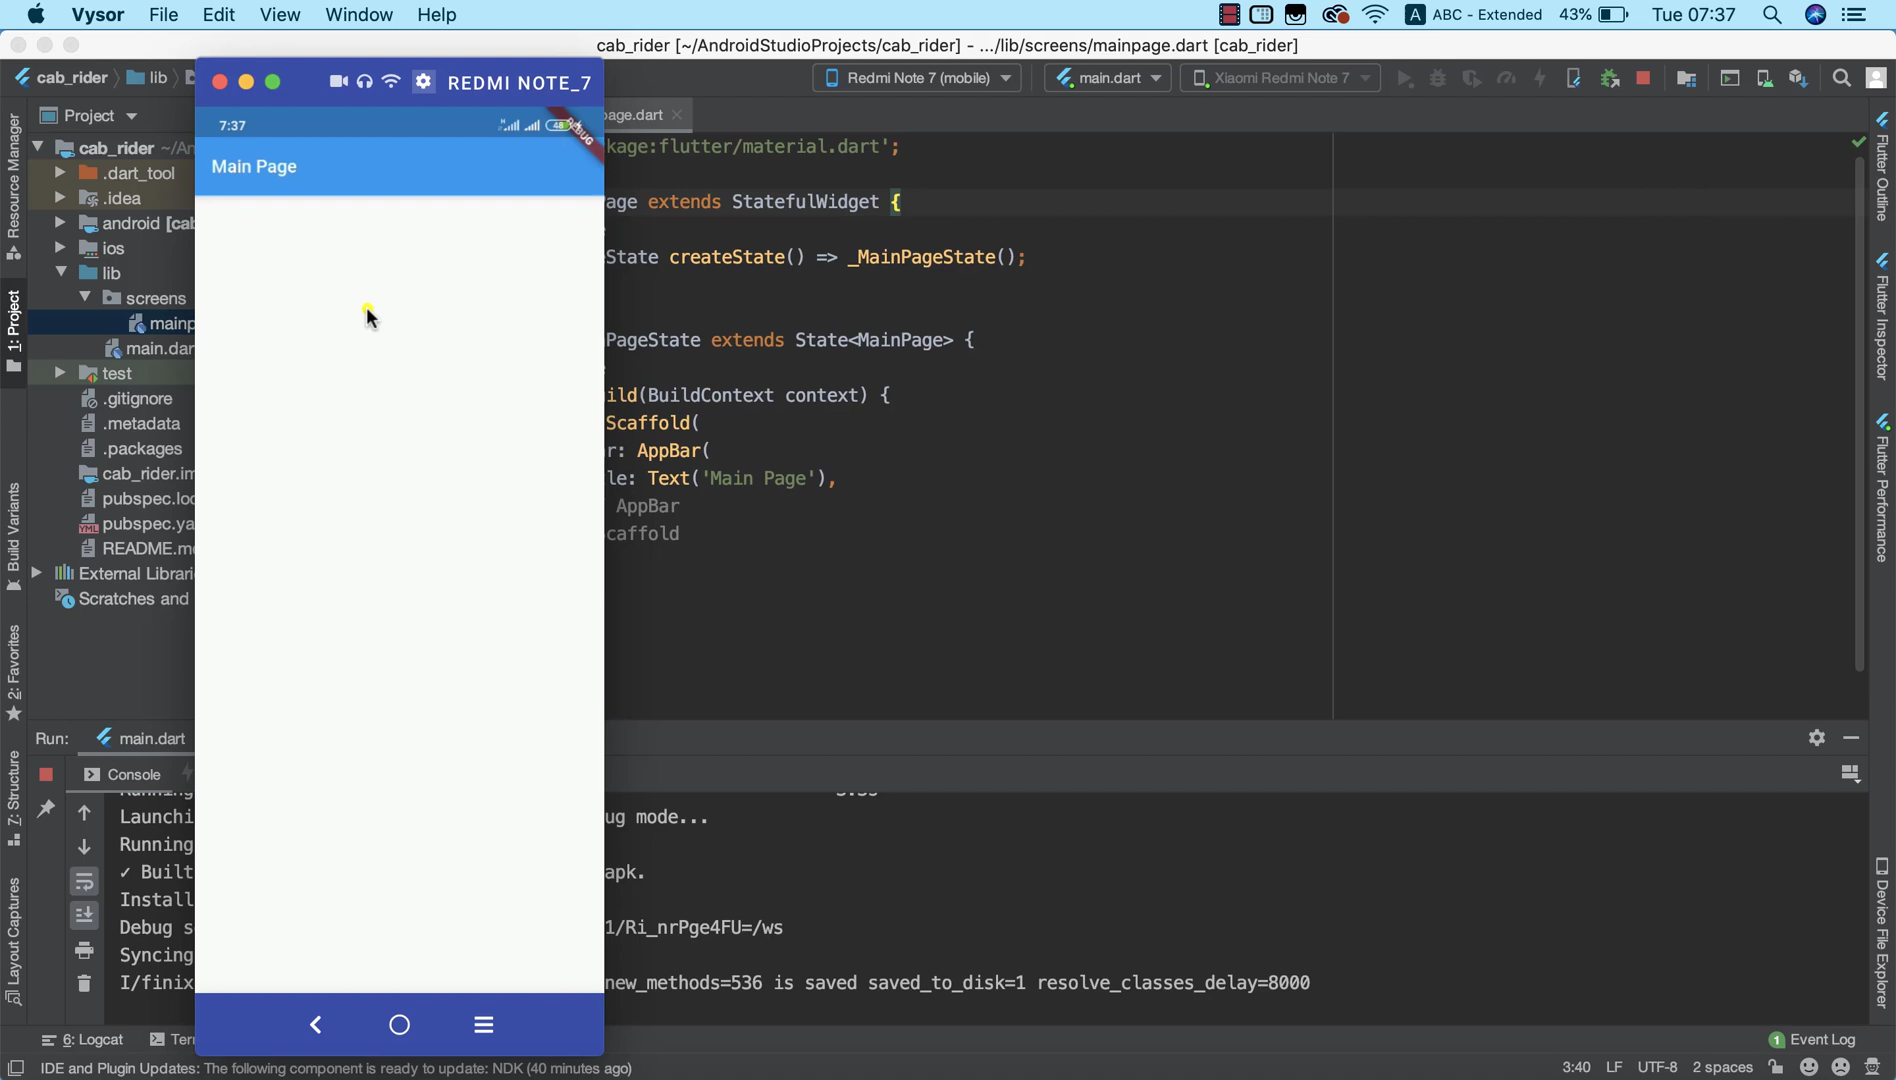 Vysor File Edit View Window Help
ABC - Extended 43% Tue 07:37
cab_rider [~/AndroidStudioProjects/cab_rider] - .../lib/screens/mainpage.dart [cab_rider]
cab_rider lib
REDMI NOTE_7
Redmi Note 7 (mobile) main.dart Xiaomi Redmi Note 7
Project
7:37 48 DEBUG
page.dart
Main Page
cab_rider ~/An
.dart_tool
.idea
android [cab
ios
lib
screens
mainp
main.dar
test
.gitignore
.metadata
.packages
cab_rider.im
pubspec.loc
pubspec.ya
README.m
External Librari
Scratches and
kage:flutter/material.dart';
age extends StatefulWidget {
State createState() => _MainPageState();
PageState extends State<MainPage> {
ild(BuildContext context) {
Scaffold(
r: AppBar(
le: Text('Main Page'),
AppBar
caffold
Resource Manager
1: Project
Build Variants
2: Favorites
7: Structure
Layout Captures
Flutter Outline
Flutter Inspector
Flutter Performance
Device File Explorer
Run: main.dart
Console
Launchi ug mode...
Running
✓ Built apk.
Install
Debug s 1/Ri_nrPge4FU=/ws
Syncing
I/finix new_methods=536 is saved saved_to_disk=1 resolve_classes_delay=8000
6: Logcat Ter
1 Event Log
IDE and Plugin Updates: The following component is ready to update: NDK (40 minutes ago)
3:40 LF UTF-8 2 spaces